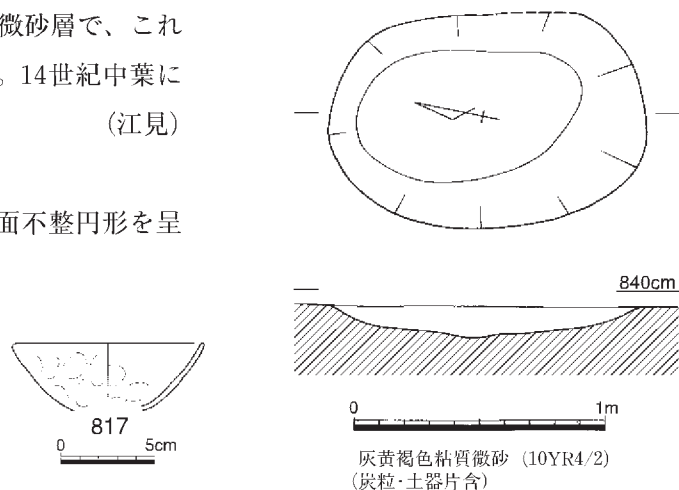 微砂層で、これ
。14世紀中葉に
(江見)
面不整円形を呈
840cm
817
0 5cm
0 1m
灰黄褐色粘質微砂 (10YR4/2)
(炭粒・土器片含)